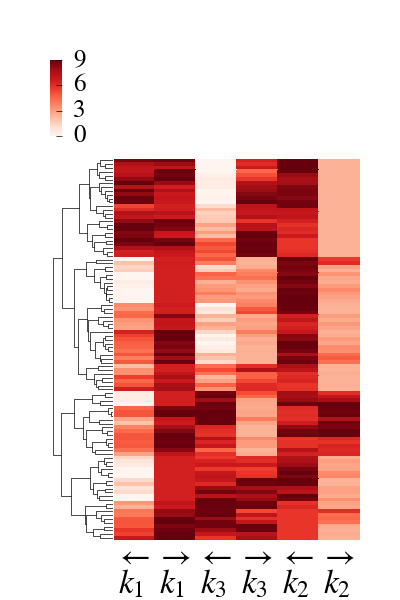 9
6
3
0
← → ← → ← →
k₁ k₁ k₃ k₃ k₂ k₂